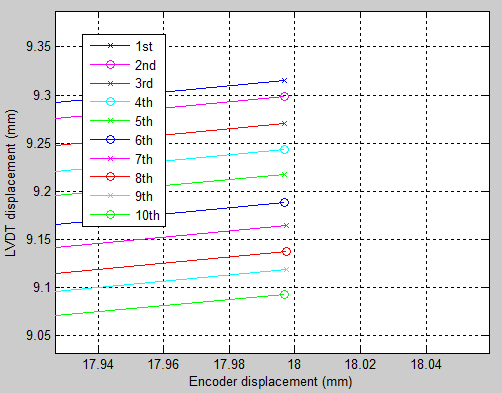 9.35
9.3
9.25
9.2
9.15
9.1
9.05
LVDT displacement (mm)
1st
2nd
3rd
4th
5th
6th
7th
8th
9th
10th
17.94 17.96 17.98 18 18.02 18.04
Encoder displacement (mm)